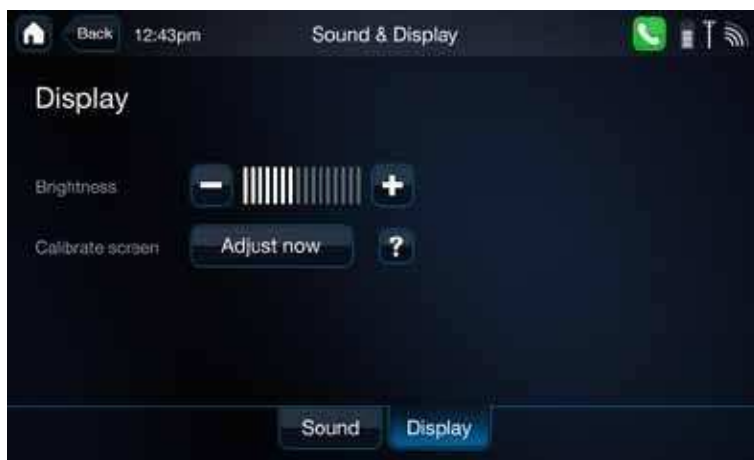 Back 12:43pm Sound & Display
Display
Brightness − +
Calibrate screen Adjust now ?
Sound Display